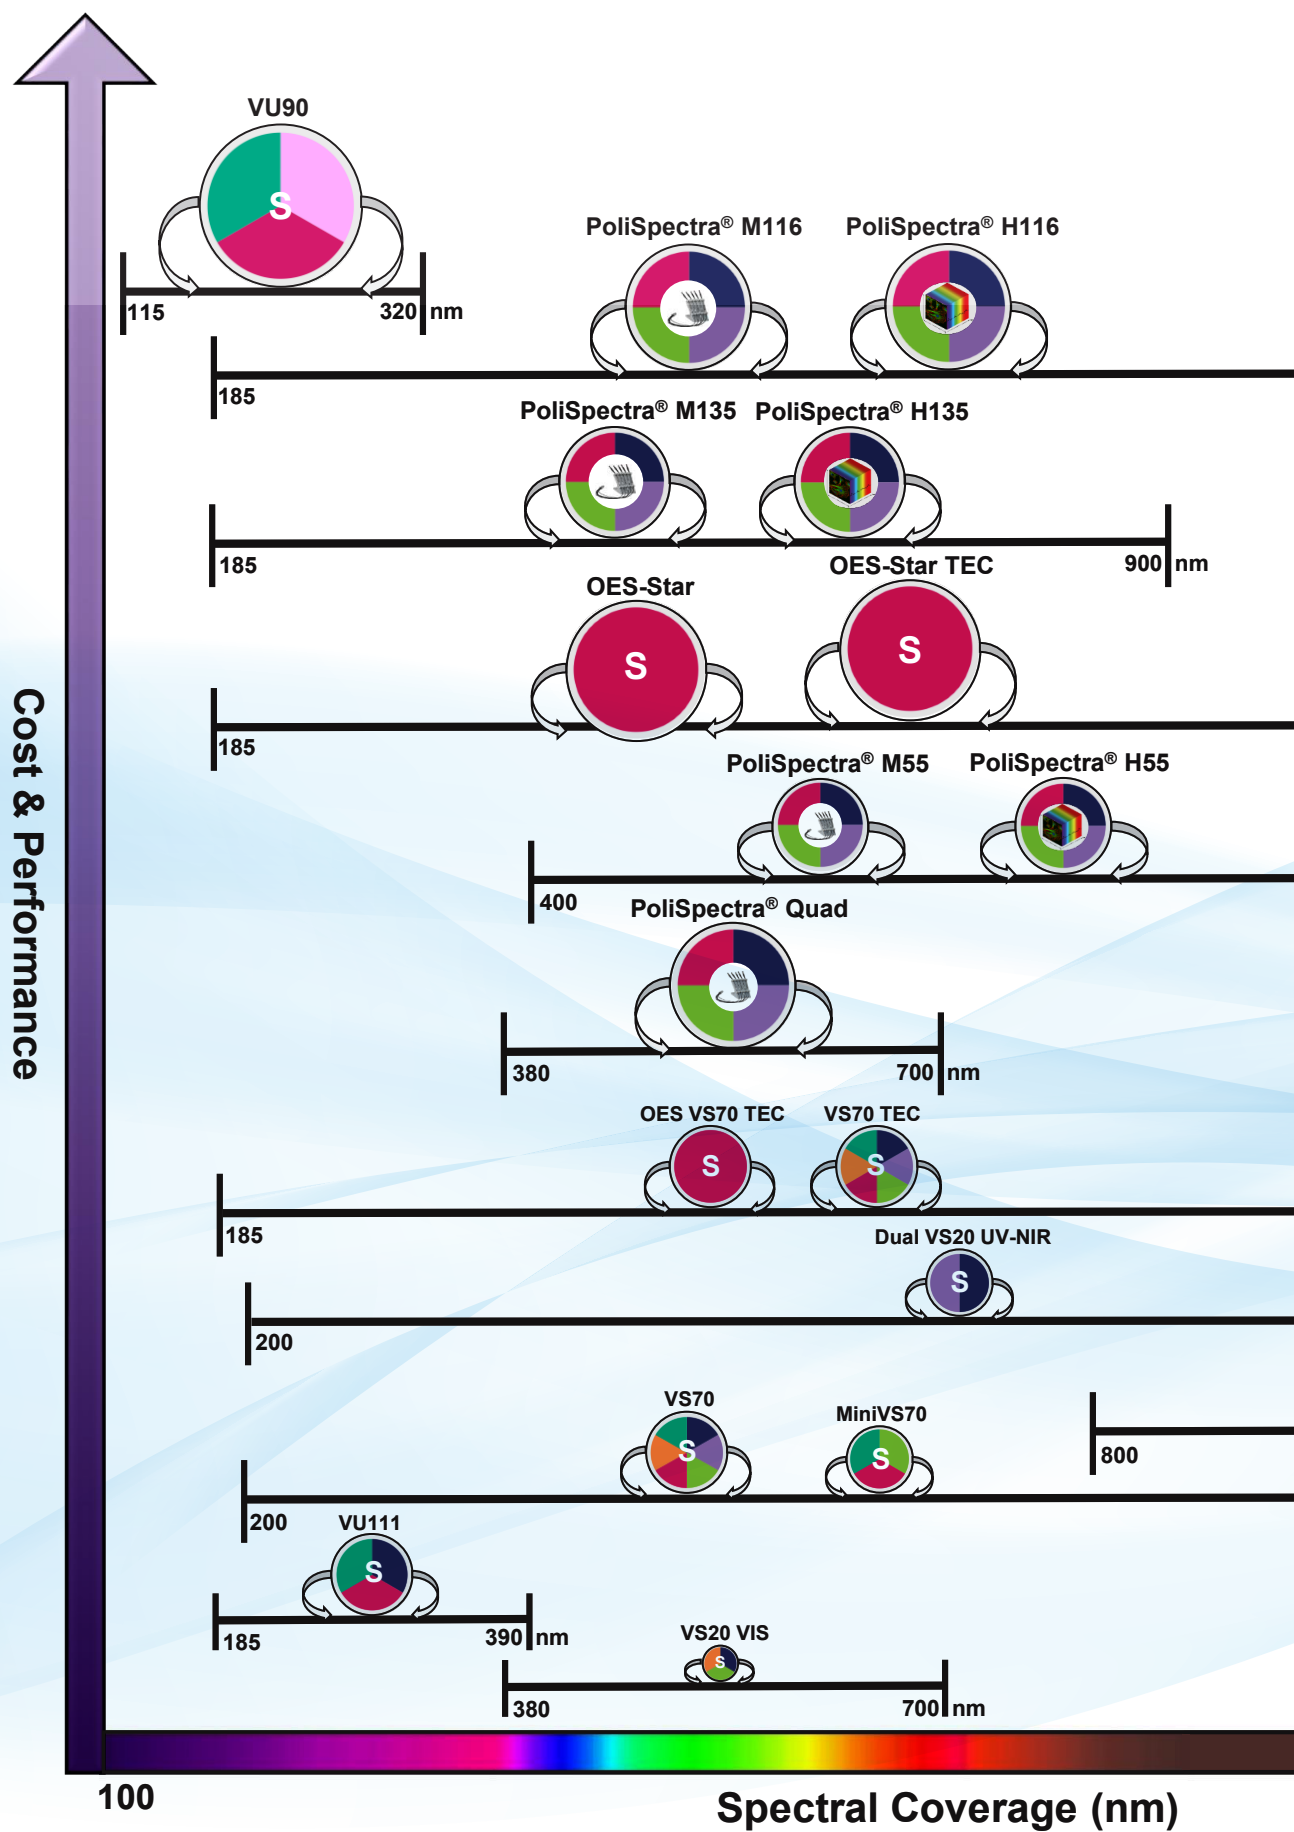 VU90
S
115
320 nm
PoliSpectra® M116
PoliSpectra® H116
185
PoliSpectra® M135
PoliSpectra® H135
185
900 nm
OES-Star
OES-Star TEC
S
S
185
PoliSpectra® M55
PoliSpectra® H55
400
PoliSpectra® Quad
380
700 nm
OES VS70 TEC
VS70 TEC
S
S
185
Dual VS20 UV-NIR
S
200
VS70
MiniVS70
S
S
800
200
VU111
S
185
390 nm
VS20 VIS
S
380
700 nm
Cost & Performance
100
Spectral Coverage (nm)